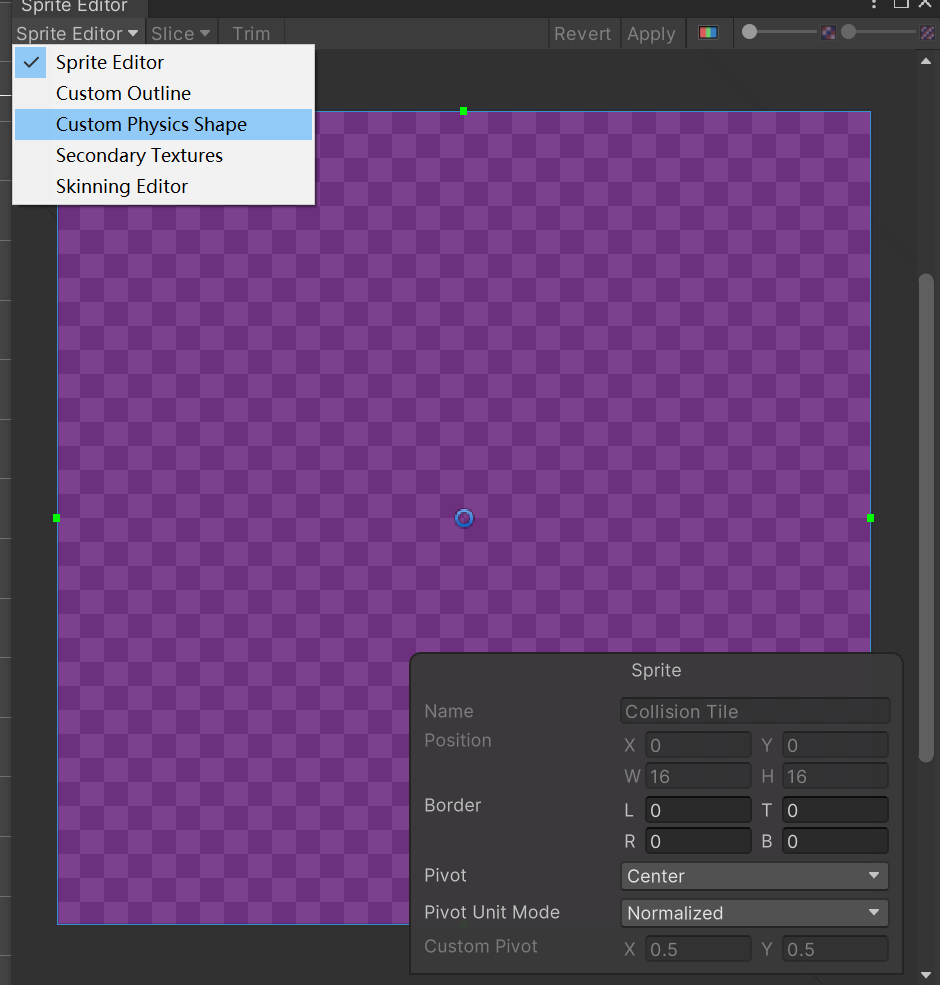 Sprite Editor
Sprite Editor Slice Trim Revert Apply
Sprite Editor
Custom Outline
Custom Physics Shape
Secondary Textures
Skinning Editor
Sprite
Name Collision Tile
Position X 0 Y 0
W 16 H 16
Border L 0 T 0
R 0 B 0
Pivot Center
Pivot Unit Mode Normalized
Custom Pivot X 0.5 Y 0.5